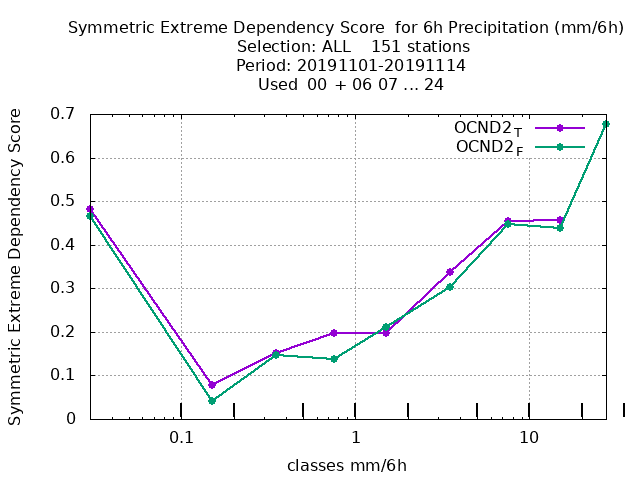 Symmetric Extreme Dependency Score for 6h Precipitation (mm/6h)
Selection: ALL 151 stations
Period: 20191101-20191114
Used 00 + 06 07 ... 24
Symmetric Extreme Dependency Score
0.7
0.6
0.5
0.4
0.3
0.2
0.1
0
OCND2T
OCND2F
0.1 1 10
classes mm/6h